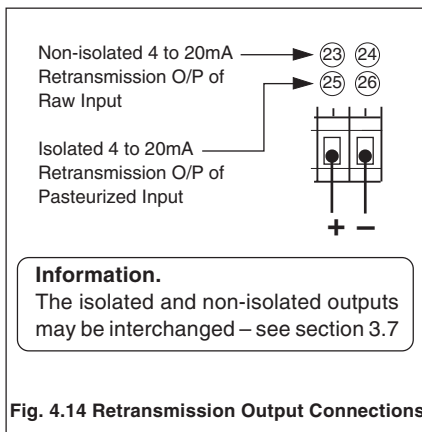 Non-isolated 4 to 20mA
Retransmission O/P of
Raw Input
23 24
25 26
Isolated 4 to 20mA
Retransmission O/P of
Pasteurized Input
+ –
Information.
The isolated and non-isolated outputs
may be interchanged – see section 3.7
Fig. 4.14 Retransmission Output Connections